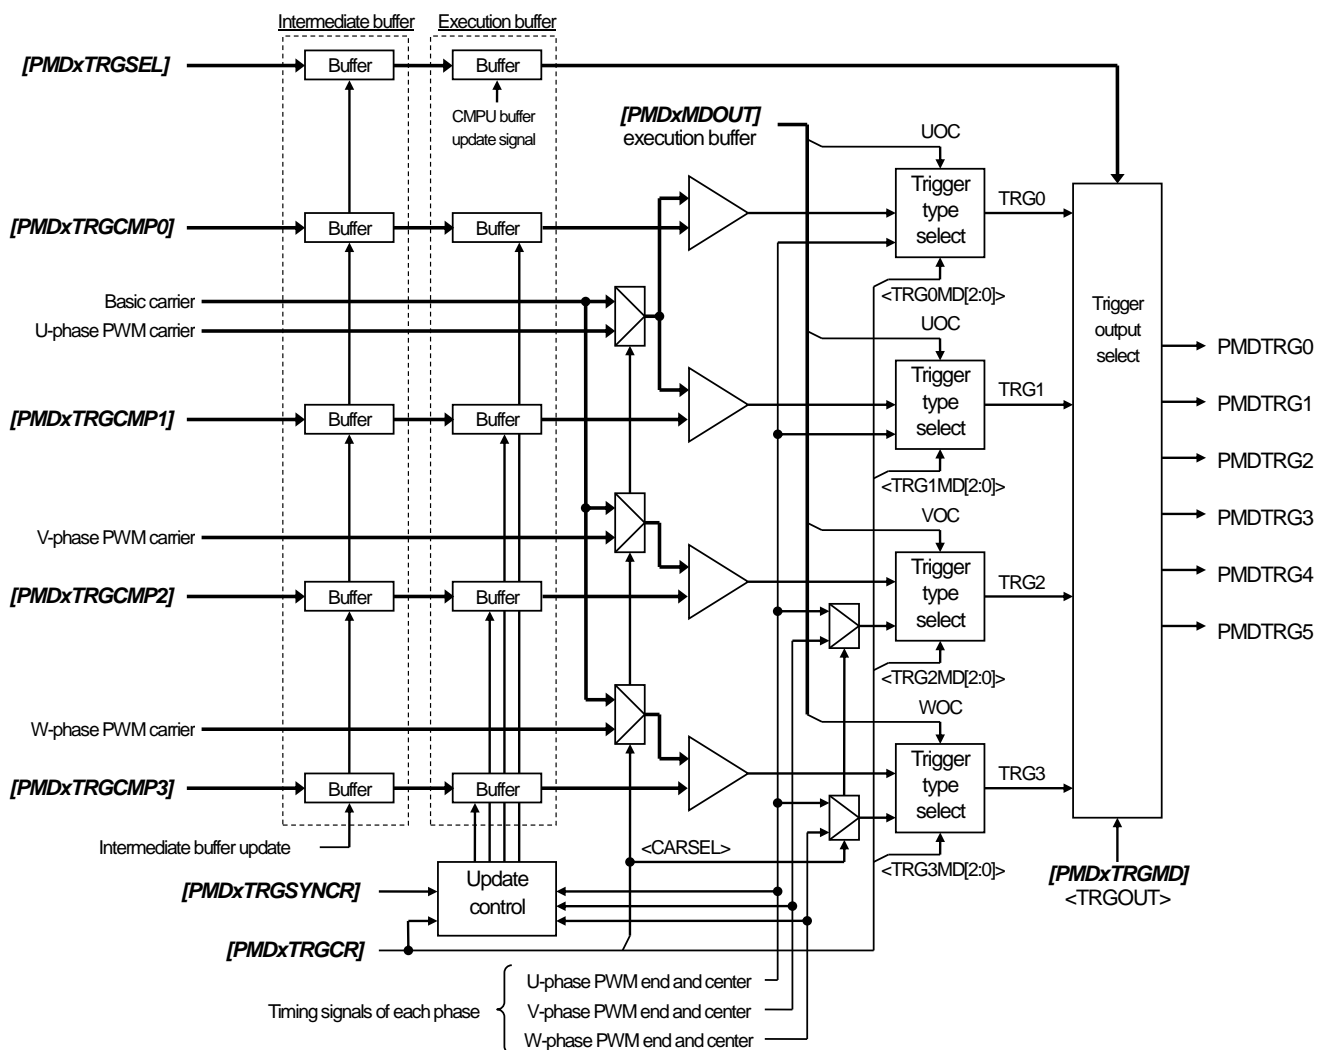 Intermediate buffer
Execution buffer
[PMDxTRGSEL]
Buffer
Buffer
CMPU buffer
update signal
[PMDxMDOUT]
execution buffer
UOC
Trigger
type
select
TRG0
<TRG0MD[2:0]>
[PMDxTRGCMP0]
Buffer
Buffer
Basic carrier
U-phase PWM carrier
UOC
Trigger
type
select
TRG1
<TRG1MD[2:0]>
Trigger
output
select
PMDTRG0
PMDTRG1
PMDTRG2
PMDTRG3
PMDTRG4
PMDTRG5
[PMDxTRGCMP1]
Buffer
Buffer
V-phase PWM carrier
VOC
Trigger
type
select
TRG2
<TRG2MD[2:0]>
[PMDxTRGCMP2]
Buffer
Buffer
W-phase PWM carrier
WOC
Trigger
type
select
TRG3
<TRG3MD[2:0]>
[PMDxTRGCMP3]
Buffer
Buffer
Intermediate buffer update
<CARSEL>
[PMDxTRGMD]
<TRGOUT>
[PMDxTRGSYNCR]
Update
control
[PMDxTRGCR]
Timing signals of each phase
U-phase PWM end and center
V-phase PWM end and center
W-phase PWM end and center